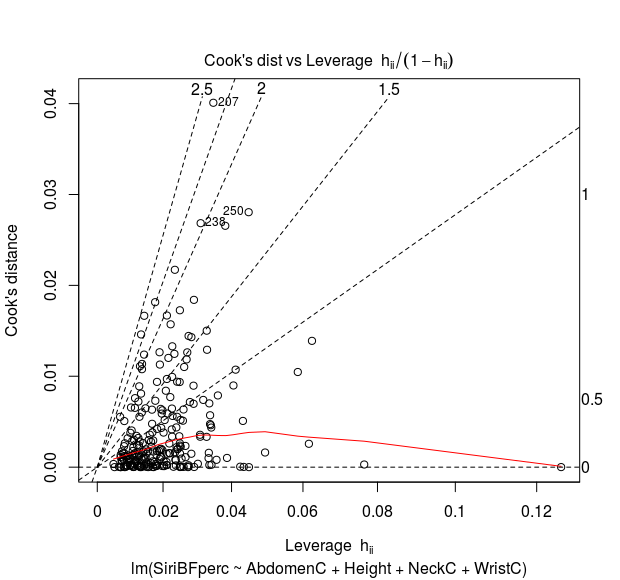 Cook's dist vs Leverage h_ii/(1 − h_ii)
2.5 2 1.5
0.04 207
0.03 1
250
238
0.02
0.01
0.5
0.00 0
Cook's distance
0 0.02 0.04 0.06 0.08 0.1 0.12
Leverage h_ii
lm(SiriBFperc ~ AbdomenC + Height + NeckC + WristC)